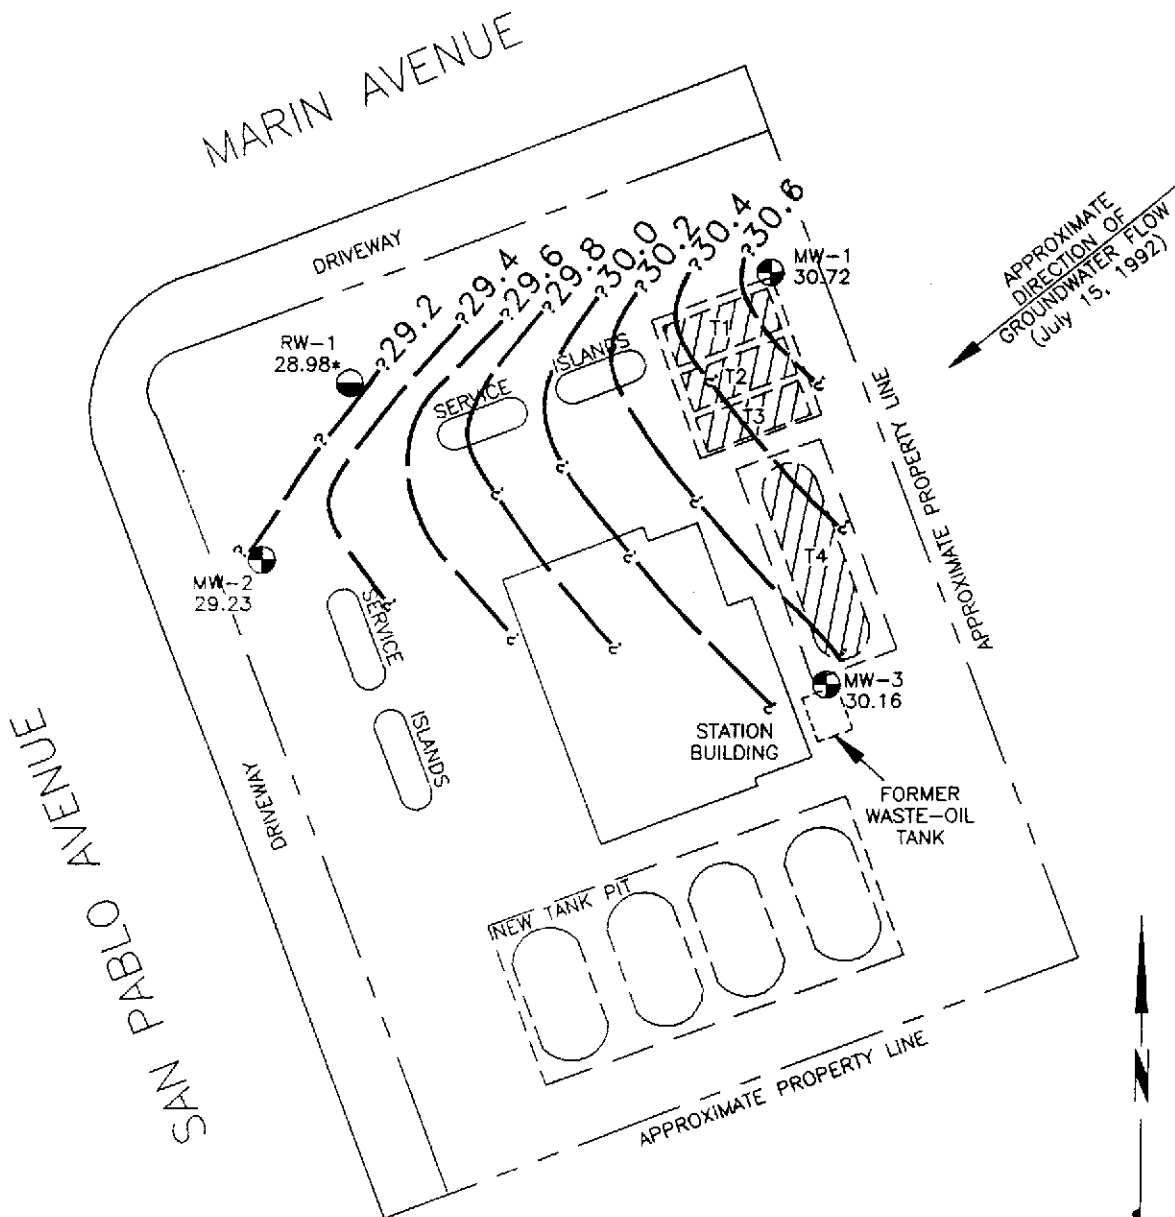 MARIN AVENUE
DRIVEWAY
?29.2
?29.4
?29.6
?29.8
?30.0
?30.2
?30.4
?30.6
MW-1
30.72
APPROXIMATE
DIRECTION OF
GROUNDWATER FLOW
(July 15, 1992)
RW-1
28.98*
SERVICE
ISLANDS
T1
T2
T3
T4
APPROXIMATE PROPERTY LINE
MW-2
29.23
SERVICE
ISLANDS
MW-3
30.16
STATION
BUILDING
FORMER
WASTE-OIL
TANK
SAN PABLO AVENUE
DRIVEWAY
NEW TANK PIT
APPROXIMATE PROPERTY LINE
N